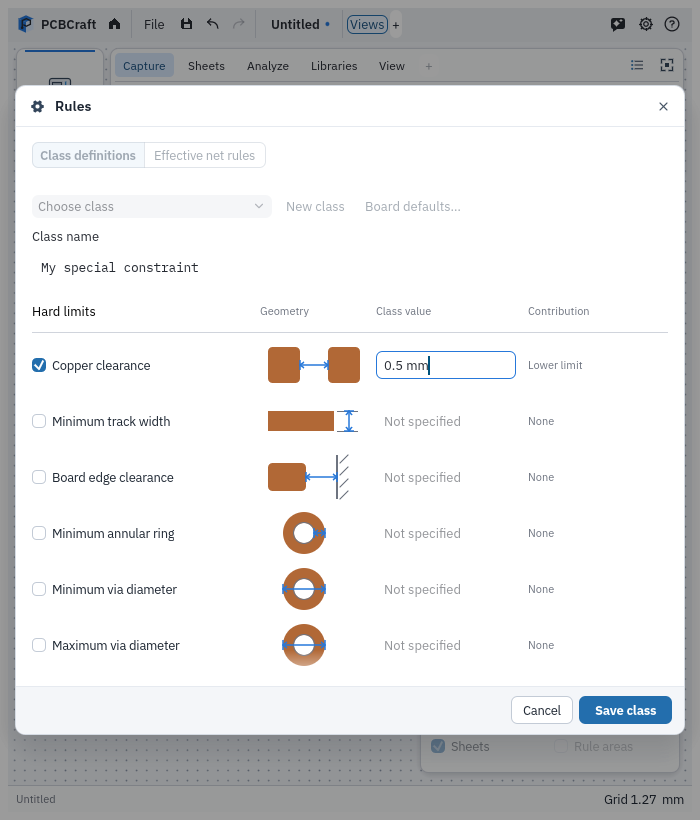 PCBCraft File Untitled Views +
Capture Sheets Analyze Libraries View +
Rules
Class definitions Effective net rules
Choose class New class Board defaults...
Class name
My special constraint
Hard limits Geometry Class value Contribution
Copper clearance 0.5 mm Lower limit
Minimum track width Not specified None
Board edge clearance Not specified None
Minimum annular ring Not specified None
Minimum via diameter Not specified None
Maximum via diameter Not specified None
Cancel Save class
Sheets Rule areas
Untitled Grid 1.27 mm